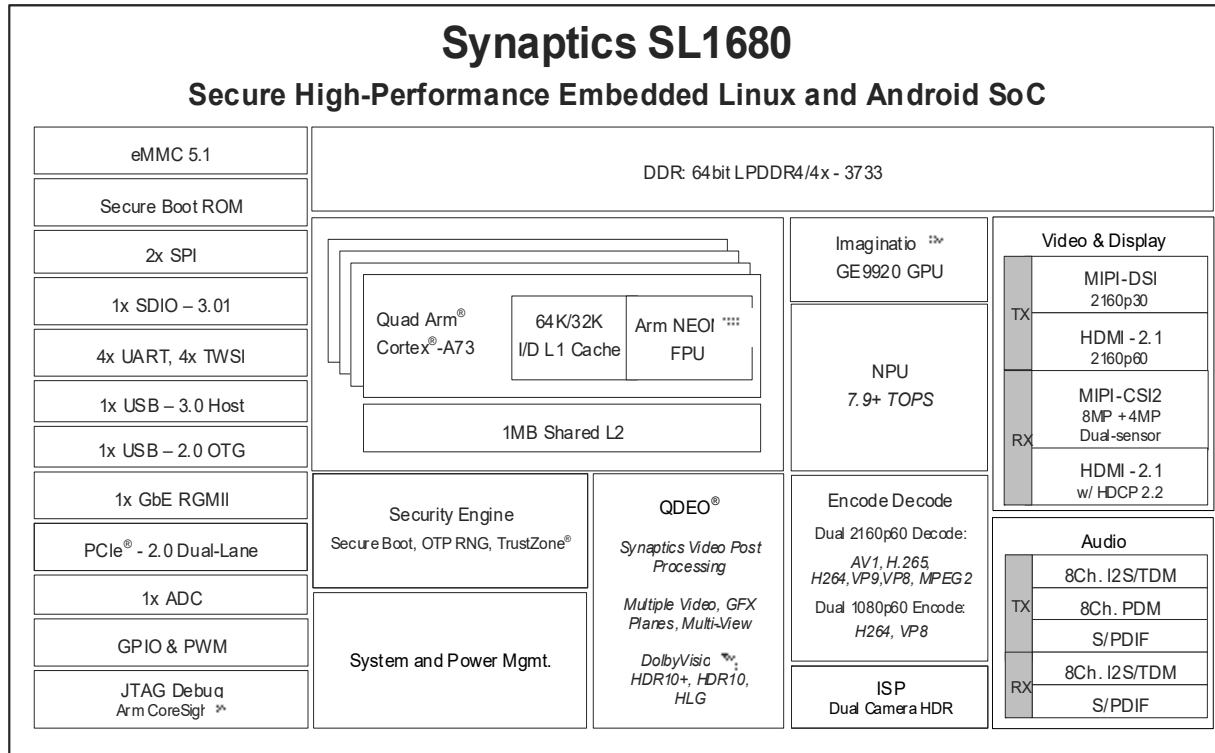 Synaptics SL1680
Secure High-Performance Embedded Linux and Android SoC
eMMC 5.1
Secure Boot ROM
2x SPI
1x SDIO – 3.01
4x UART, 4x TWSI
1x USB – 3.0 Host
1x USB – 2.0 OTG
1x GbE RGMII
PCIe® - 2.0 Dual-Lane
1x ADC
GPIO & PWM
JTAG Debug
Arm CoreSigh
DDR: 64bit LPDDR4/4x - 3733
Quad Arm®
Cortex®-A73
64K/32K
I/D L1 Cache
Arm NEO
FPU
1MB Shared L2
Imaginatio
GE9920 GPU
NPU
7.9+ TOPS
Security Engine
Secure Boot, OTP RNG, TrustZone®
System and Power Mgmt.
QDEO®
Synaptics Video Post
Processing
Multiple Video, GFX
Planes, Multi-View
DolbyVisio
HDR10+, HDR10,
HLG
Encode Decode
Dual 2160p60 Decode:
AV1, H.265,
H264,VP9,VP8, MPEG2
Dual 1080p60 Encode:
H264, VP8
ISP
Dual Camera HDR
Video & Display
TX
MIPI-DSI
2160p30
HDMI - 2.1
2160p60
RX
MIPI-CSI2
8MP + 4MP
Dual-sensor
HDMI - 2.1
w/ HDCP 2.2
Audio
TX
8Ch. I2S/TDM
8Ch. PDM
S/PDIF
RX
8Ch. I2S/TDM
S/PDIF